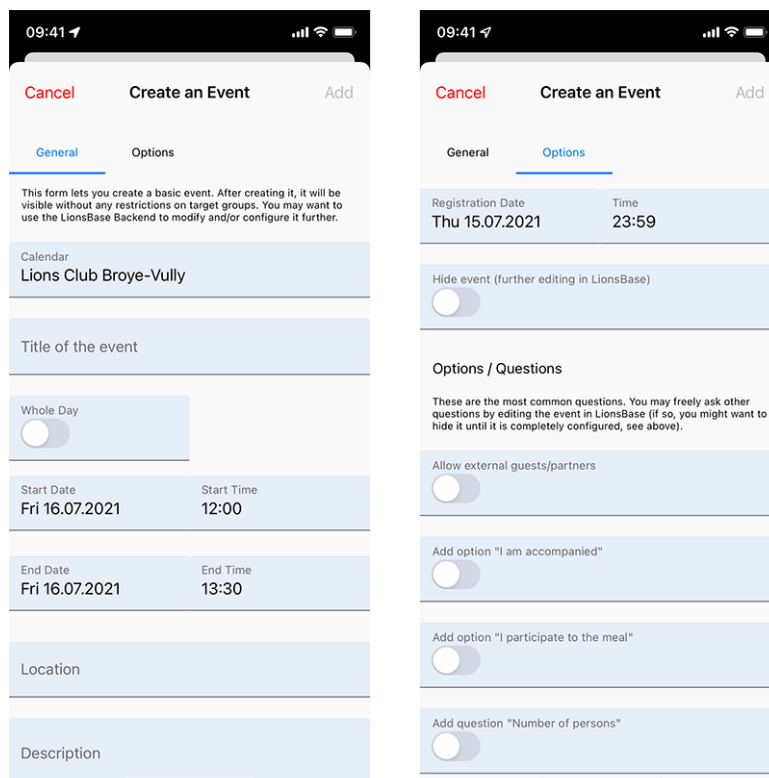 09:41
Cancel
Create an Event
Add
General
Options
This form lets you create a basic event. After creating it, it will be
visible without any restrictions on target groups. You may want to
use the LionsBase Backend to modify and/or configure it further.
Calendar
Lions Club Broye-Vully
Title of the event
Whole Day
Start Date
Start Time
Fri 16.07.2021
12:00
End Date
End Time
Fri 16.07.2021
13:30
Location
Description
09:41
Cancel
Create an Event
Add
General
Options
Registration Date
Time
Thu 15.07.2021
23:59
Hide event (further editing in LionsBase)
Options / Questions
These are the most common questions. You may freely ask other
questions by editing the event in LionsBase (if so, you might want to
hide it until it is completely configured, see above).
Allow external guests/partners
Add option "I am accompanied"
Add option "I participate to the meal"
Add question "Number of persons"